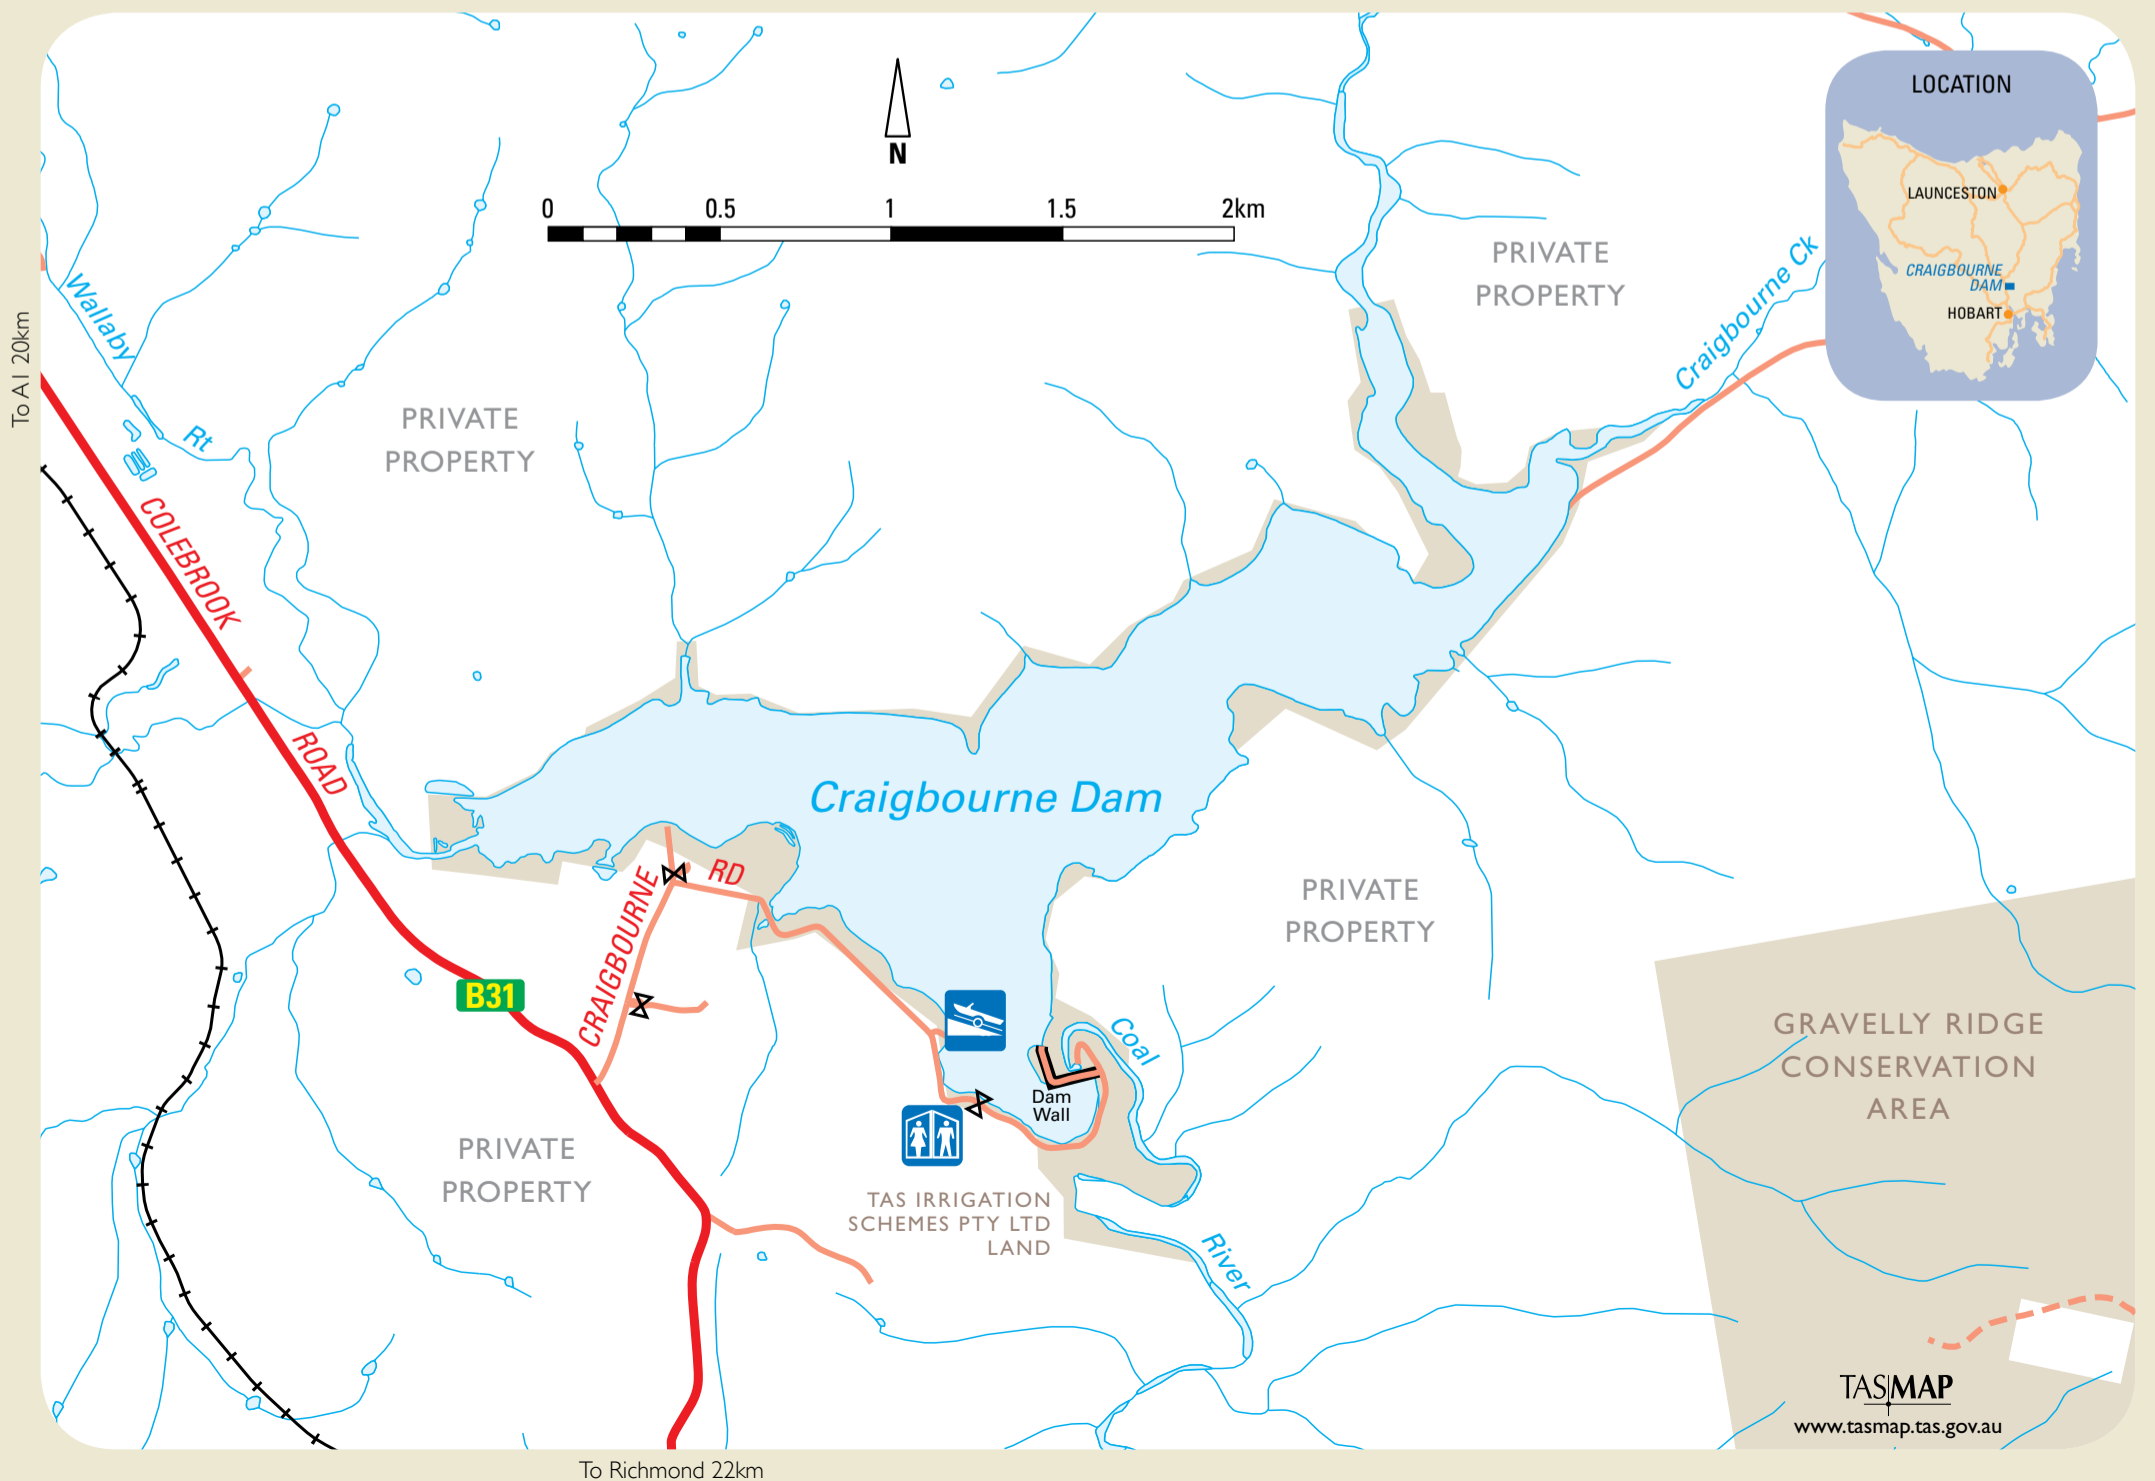 LOCATION
LAUNCESTON
CRAIGBOURNE
DAM
HOBART
N
0 0.5 1 1.5 2km
PRIVATE
PROPERTY
Craigbourne Ck
Wallaby
Rt
To A1 20km
PRIVATE
PROPERTY
COLEBROOK
ROAD
Craigbourne Dam
CRAIGBOURNE
RD
B31
PRIVATE
PROPERTY
Coal
River
Dam
Wall
GRAVELLY RIDGE
CONSERVATION
AREA
PRIVATE
PROPERTY
TAS IRRIGATION
SCHEMES PTY LTD
LAND
TASMAP
www.tasmap.tas.gov.au
To Richmond 22km